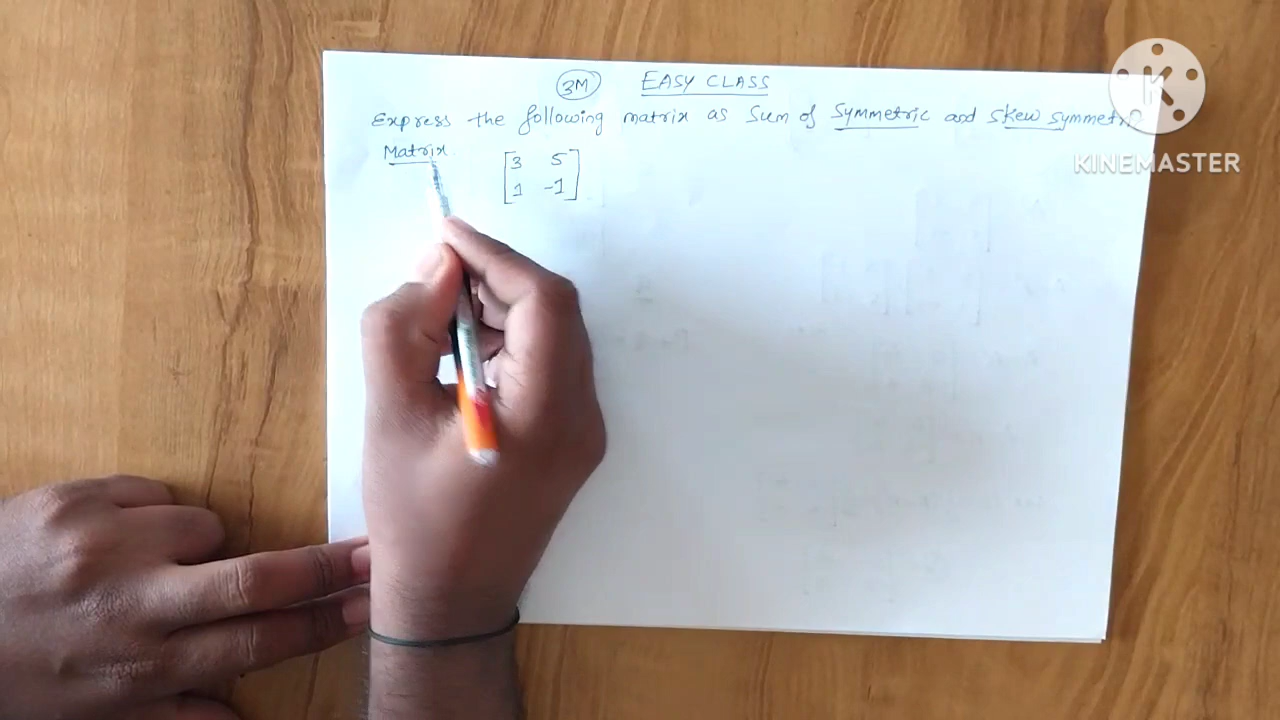 3M EASY CLASS
Express the following matrix as sum of symmetric and skew symmetric
Matrix. [3 5
1 -1]
K
KINEMASTER